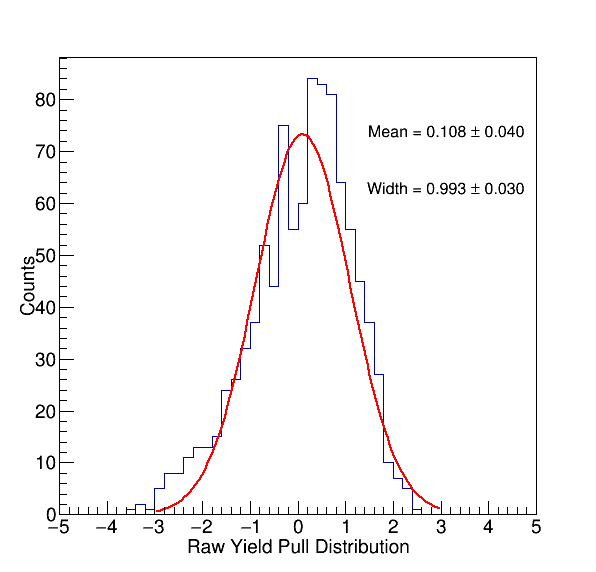 80
Mean = 0.108 ± 0.040
70
Width = 0.993 ± 0.030
60
50
Counts
40
30
20
10
0
−5 −4 −3 −2 −1 0 1 2 3 4 5
Raw Yield Pull Distribution